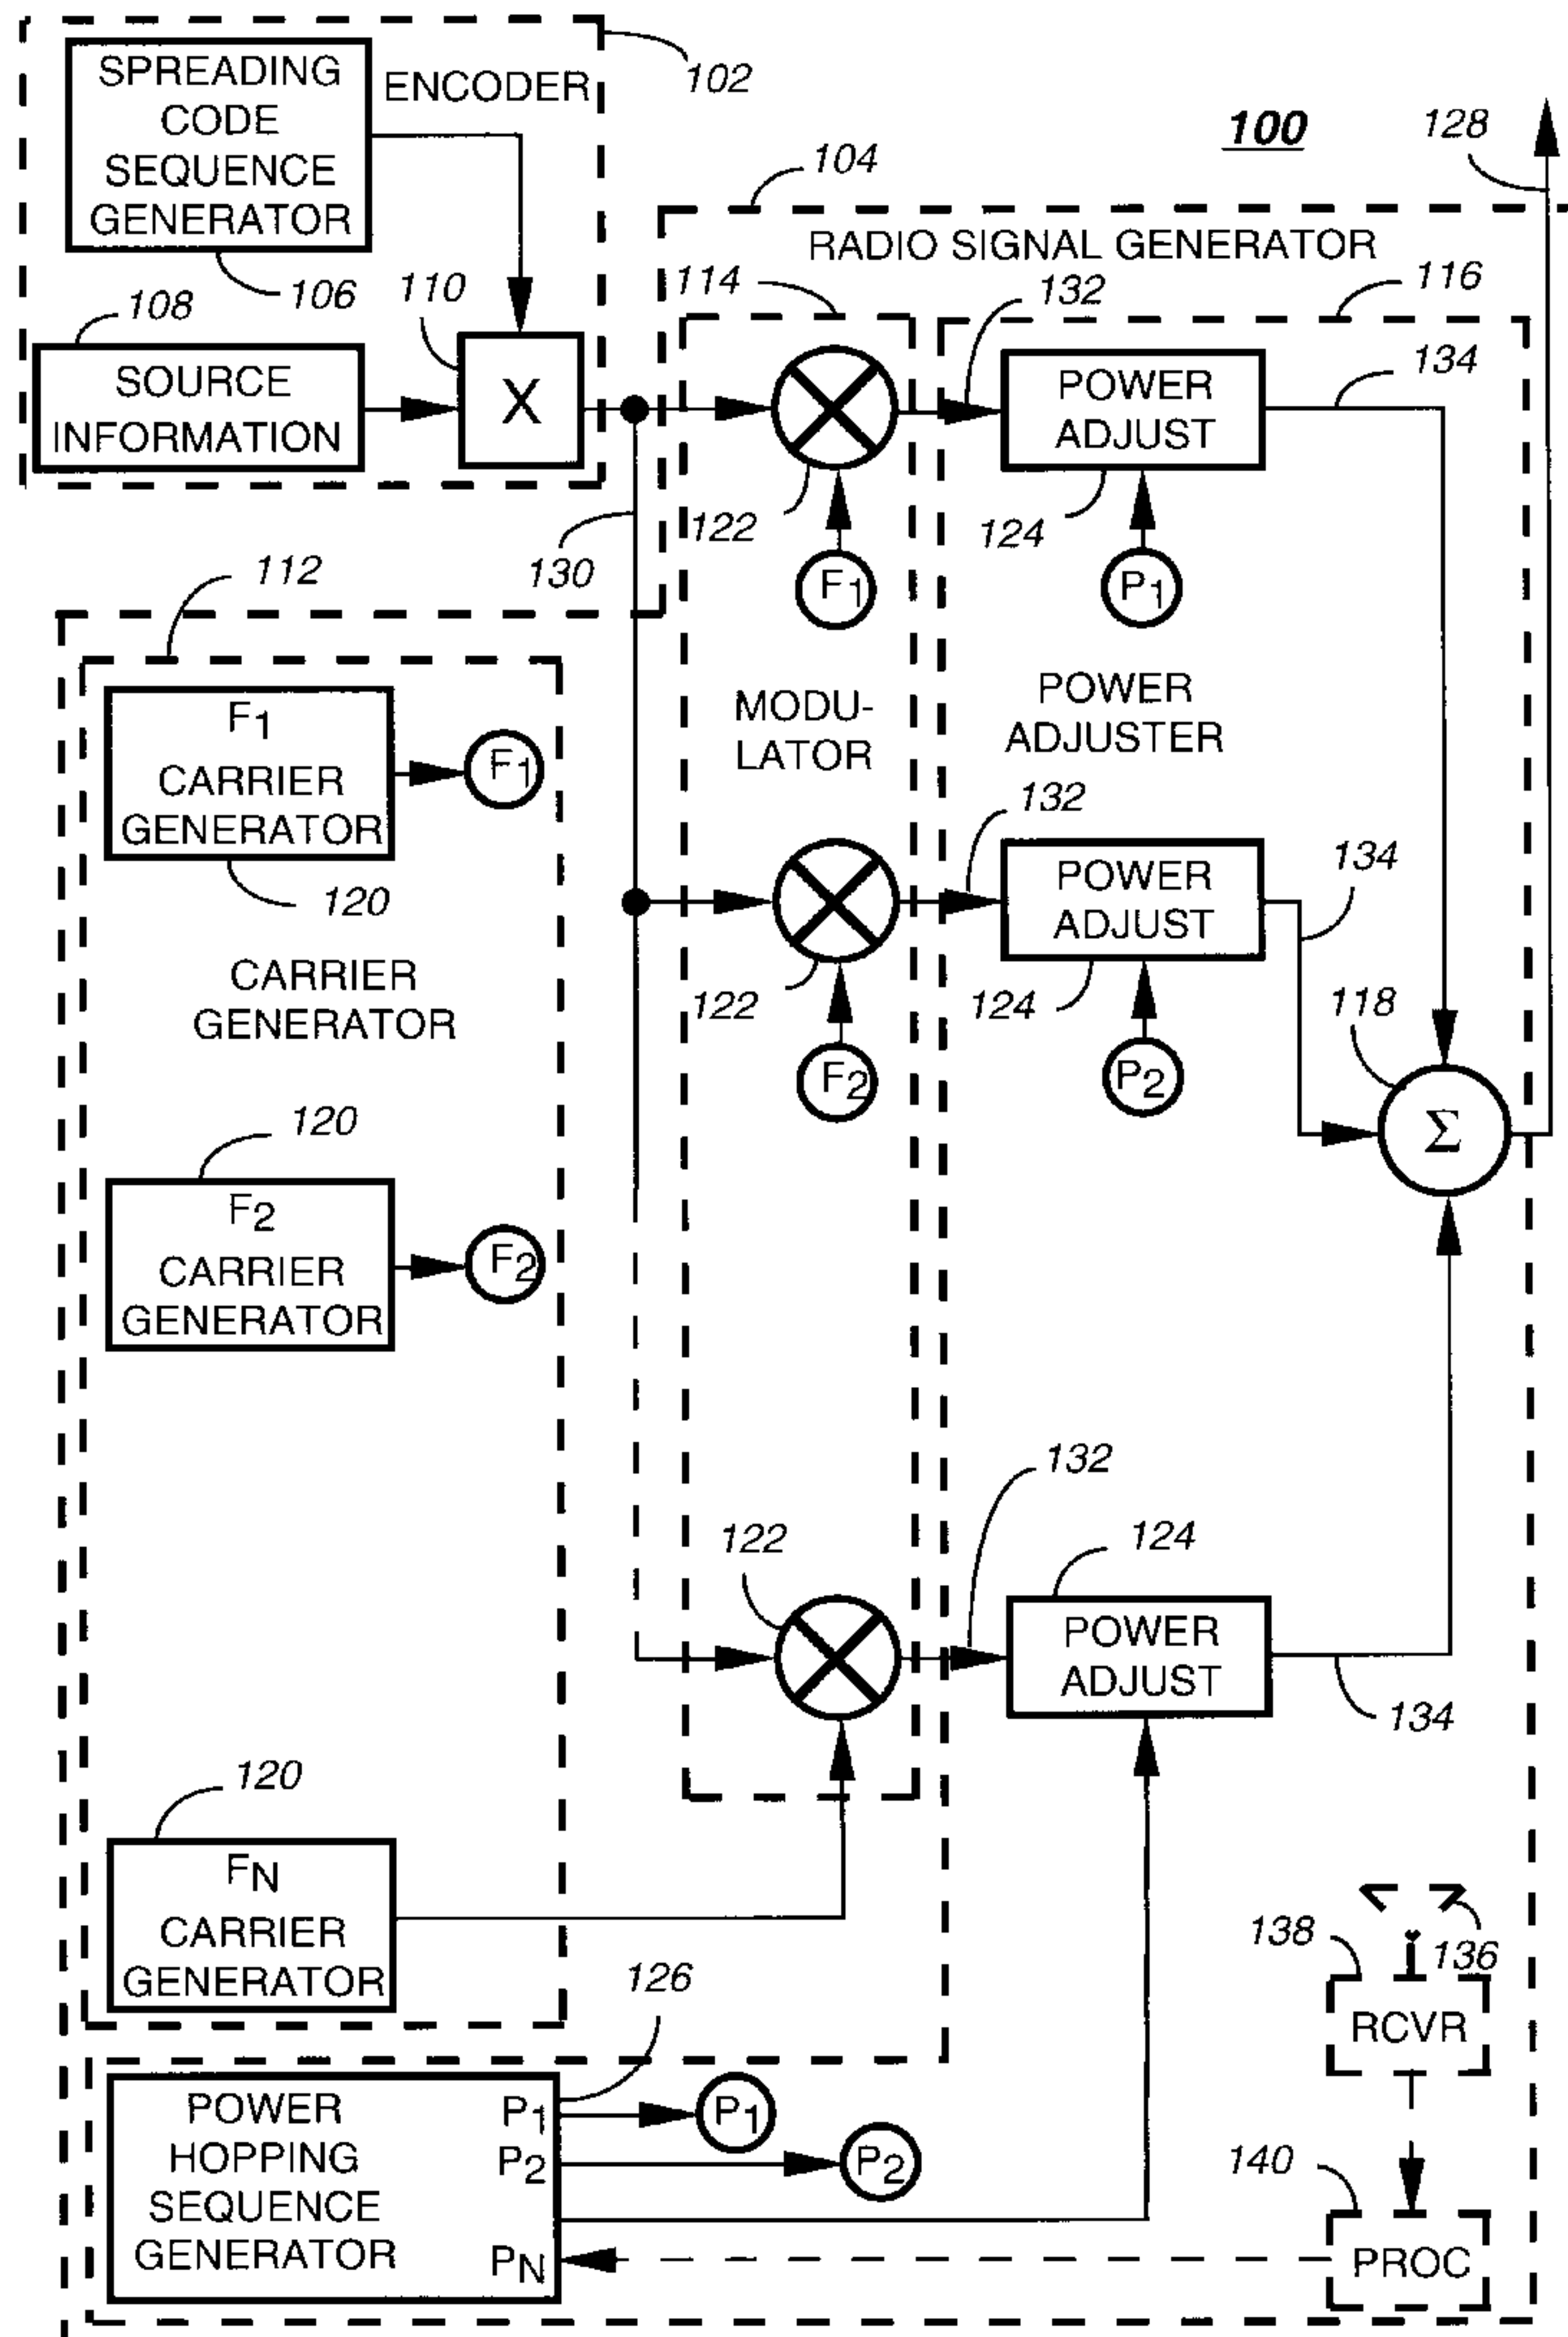 SPREADING
CODE
SEQUENCE
GENERATOR
ENCODER
102
106
108
110
SOURCE
INFORMATION
X
100
128
104
RADIO SIGNAL GENERATOR
114
132
116
POWER
ADJUST
134
122
124
F1
P1
130
112
F1
CARRIER
GENERATOR
F1
120
MODU-
LATOR
POWER
ADJUSTER
132
POWER
ADJUST
134
122
124
F2
P2
118
Σ
CARRIER
GENERATOR
120
F2
CARRIER
GENERATOR
F2
132
122
124
POWER
ADJUST
134
120
FN
CARRIER
GENERATOR
126
138
136
RCVR
POWER
HOPPING
SEQUENCE
GENERATOR
P1
P2
PN
P1
P2
140
PROC